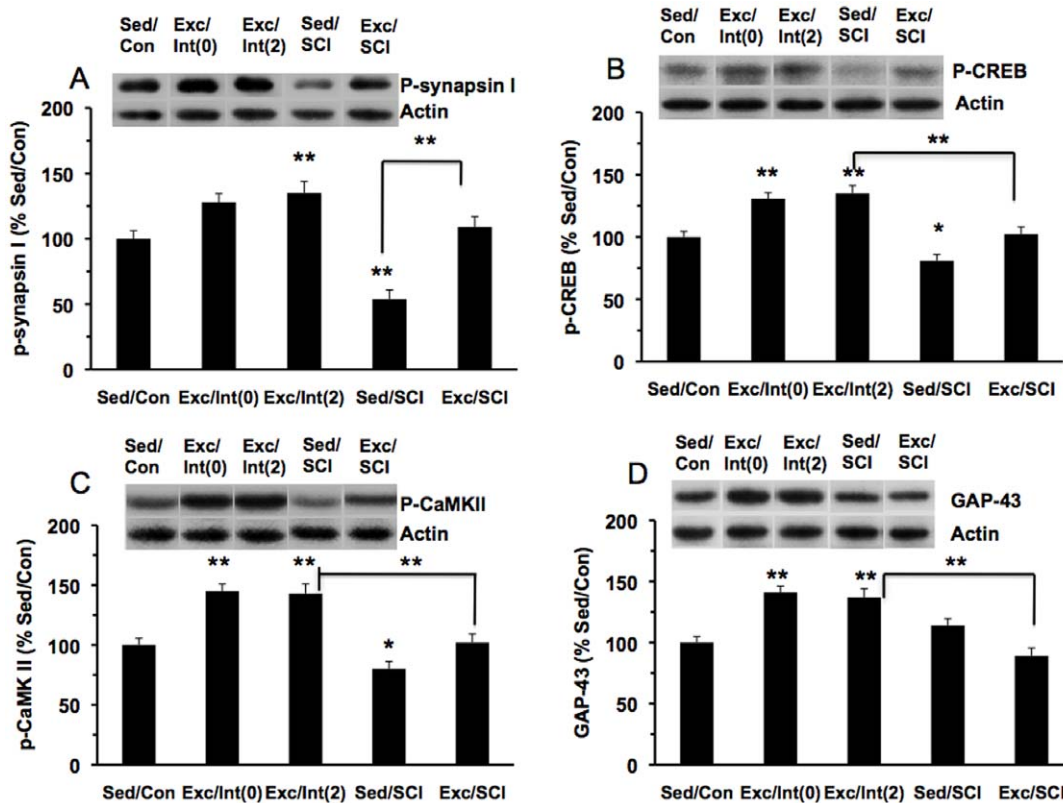 Sed/ Exc/ Exc/ Sed/ Exc/
Con Int(0) Int(2) SCI SCI
A
P-synapsin I
Actin
p-synapsin I (% Sed/Con)
200
150
100
50
0
**
**
**
Sed/Con Exc/Int(0) Exc/Int(2) Sed/SCI Exc/SCI
Sed/ Exc/ Exc/ Sed/ Exc/
Con Int(0) Int(2) SCI SCI
B
P-CREB
Actin
p-CREB (% Sed/Con)
200
150
100
50
0
**
** **
*
Sed/Con Exc/Int(0) Exc/Int(2) Sed/SCI Exc/SCI
Sed/ Exc/ Exc/ Sed/ Exc/
Con Int(0) Int(2) SCI SCI
C
P-CaMKII
Actin
p-CaMK II (% Sed/Con)
200
150
100
50
0
** ** **
*
Sed/Con Exc/Int(0) Exc/Int(2) Sed/SCI Exc/SCI
Sed/ Exc/ Exc/ Sed/ Exc/
Con Int(0) Int(2) SCI SCI
D
GAP-43
Actin
GAP-43 (% Sed/Con)
200
150
100
50
0
** ** **
Sed/Con Exc/Int(0) Exc/Int(2) Sed/SCI Exc/SCI